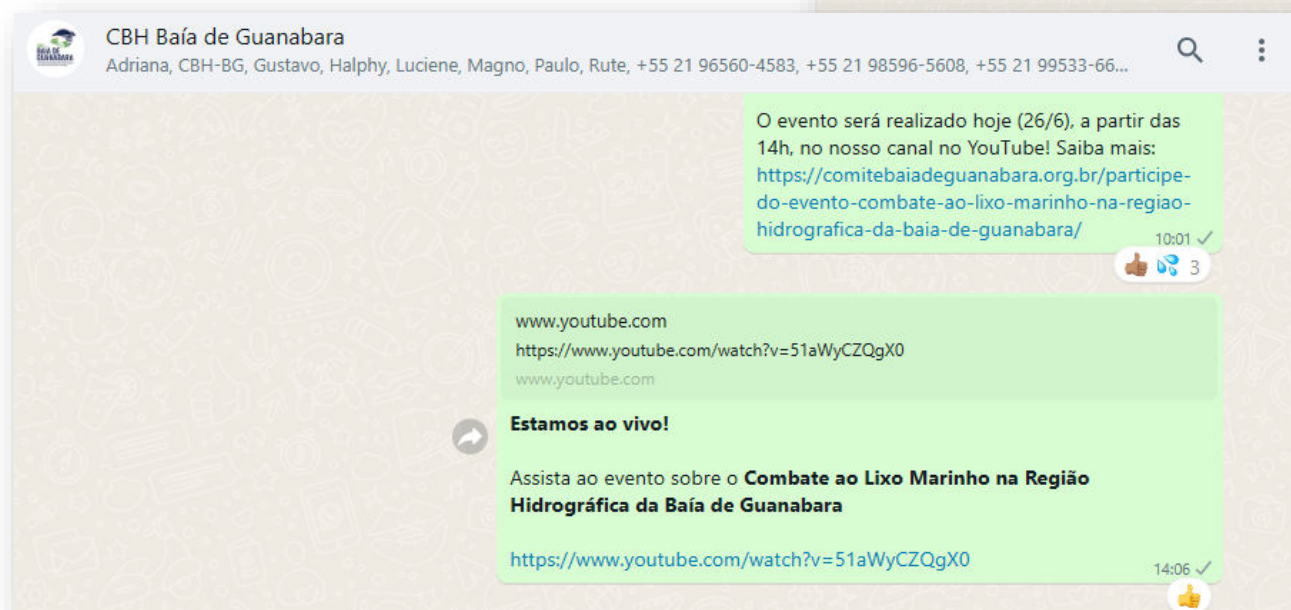 BAÍA DE
GUANABARA
CBH Baía de Guanabara
Adriana, CBH-BG, Gustavo, Halphy, Luciene, Magno, Paulo, Rute, +55 21 96560-4583, +55 21 98596-5608, +55 21 99533-66...
O evento será realizado hoje (26/6), a partir das
14h, no nosso canal no YouTube! Saiba mais:
https://comitebaiadeguanabara.org.br/participe-
do-evento-combate-ao-lixo-marinho-na-regiao-
hidrografica-da-baia-de-guanabara/
10:01
3
www.youtube.com
https://www.youtube.com/watch?v=51aWyCZQgX0
www.youtube.com
Estamos ao vivo!
Assista ao evento sobre o Combate ao Lixo Marinho na Região
Hidrográfica da Baía de Guanabara
https://www.youtube.com/watch?v=51aWyCZQgX0
14:06